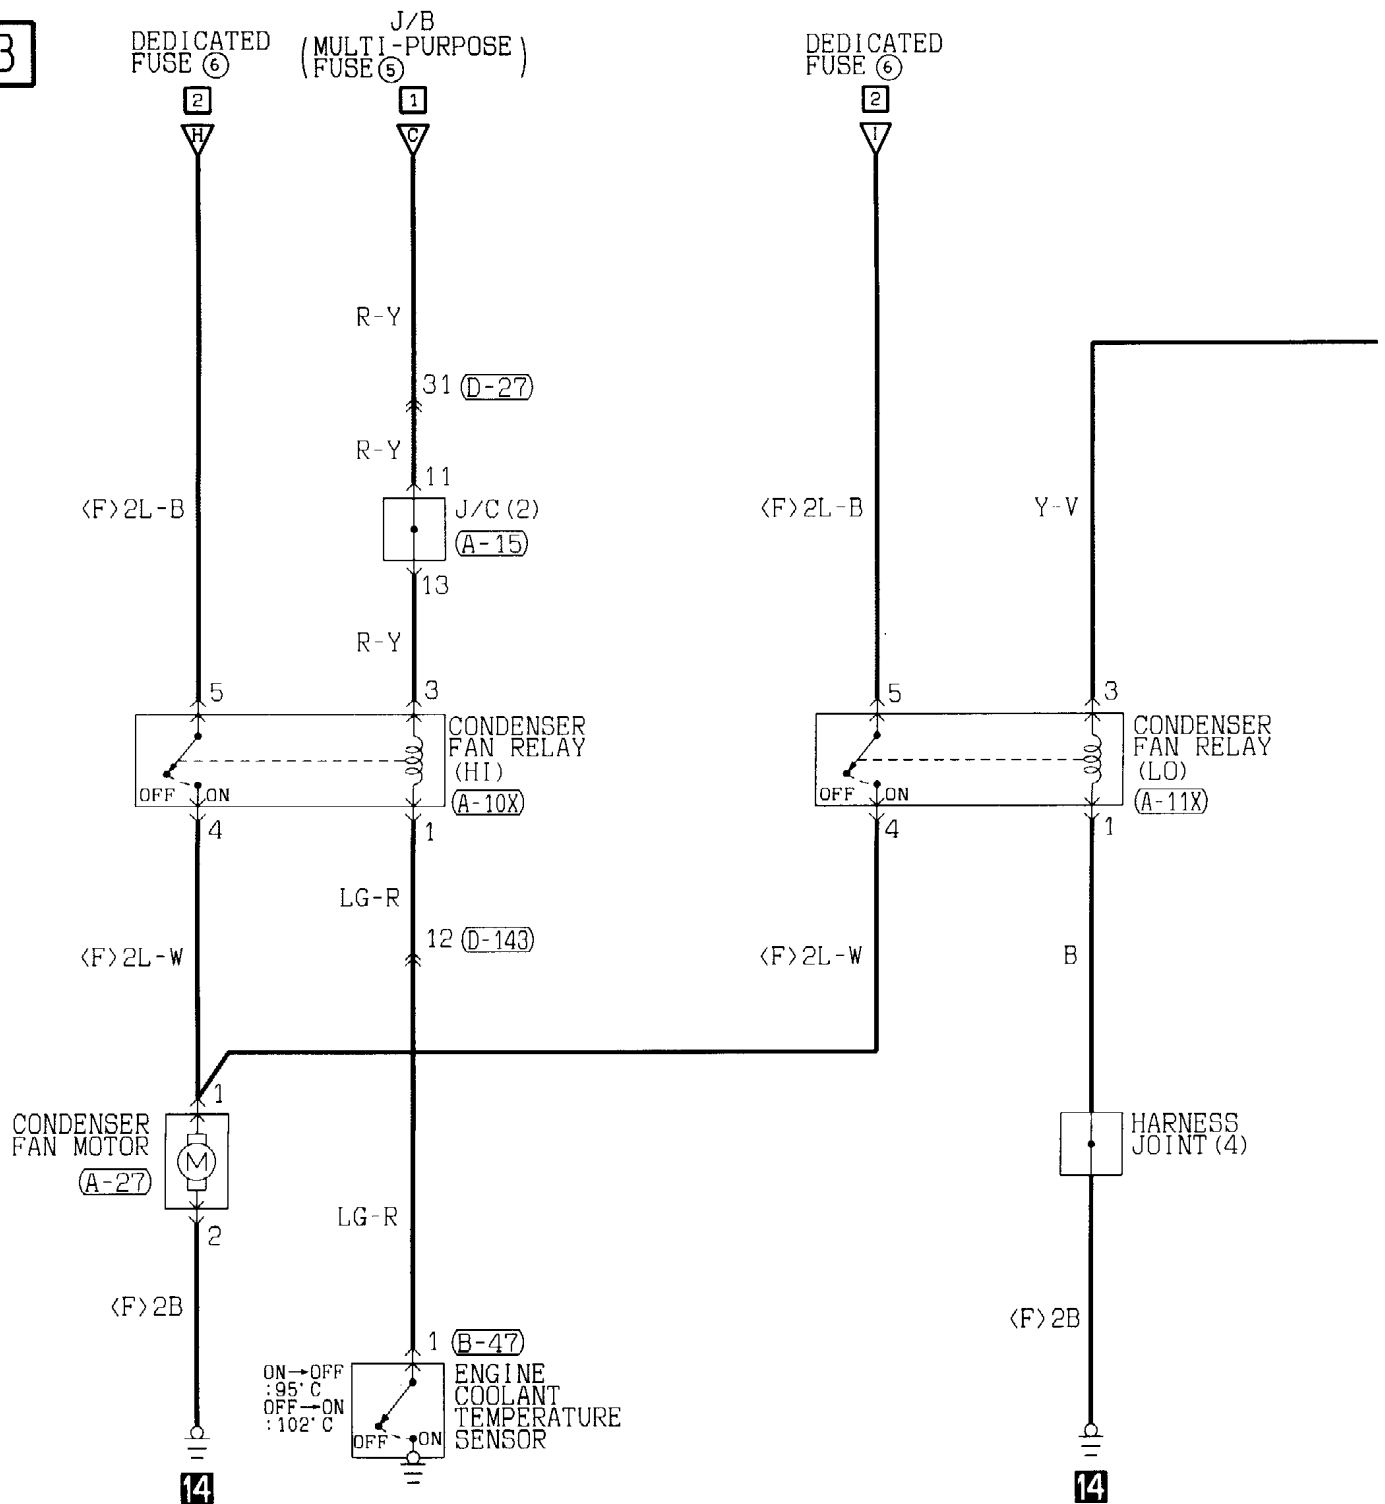 J/B
DEDICATED
FUSE ⑥
(MULTI-PURPOSE
FUSE ⑤)
DEDICATED
FUSE ⑥
2
1
2
H
C
I
R-Y
31 (D-27)
R-Y
11
<F>2L-B
J/C(2)
(A-15)
<F>2L-B
Y-V
13
R-Y
5
3
5
3
CONDENSER
FAN RELAY
(HI)
(A-10X)
OFF
ON
CONDENSER
FAN RELAY
(LO)
(A-11X)
OFF
ON
4
1
4
1
LG-R
12 (D-143)
<F>2L-W
<F>2L-W
B
1
CONDENSER
FAN MOTOR
(A-27)
M
HARNESS
JOINT(4)
2
LG-R
<F>2B
<F>2B
1 (B-47)
ON→OFF
:95°C
OFF→ON
:102°C
OFF
ON
ENGINE
COOLANT
TEMPERATURE
SENSOR
14
14